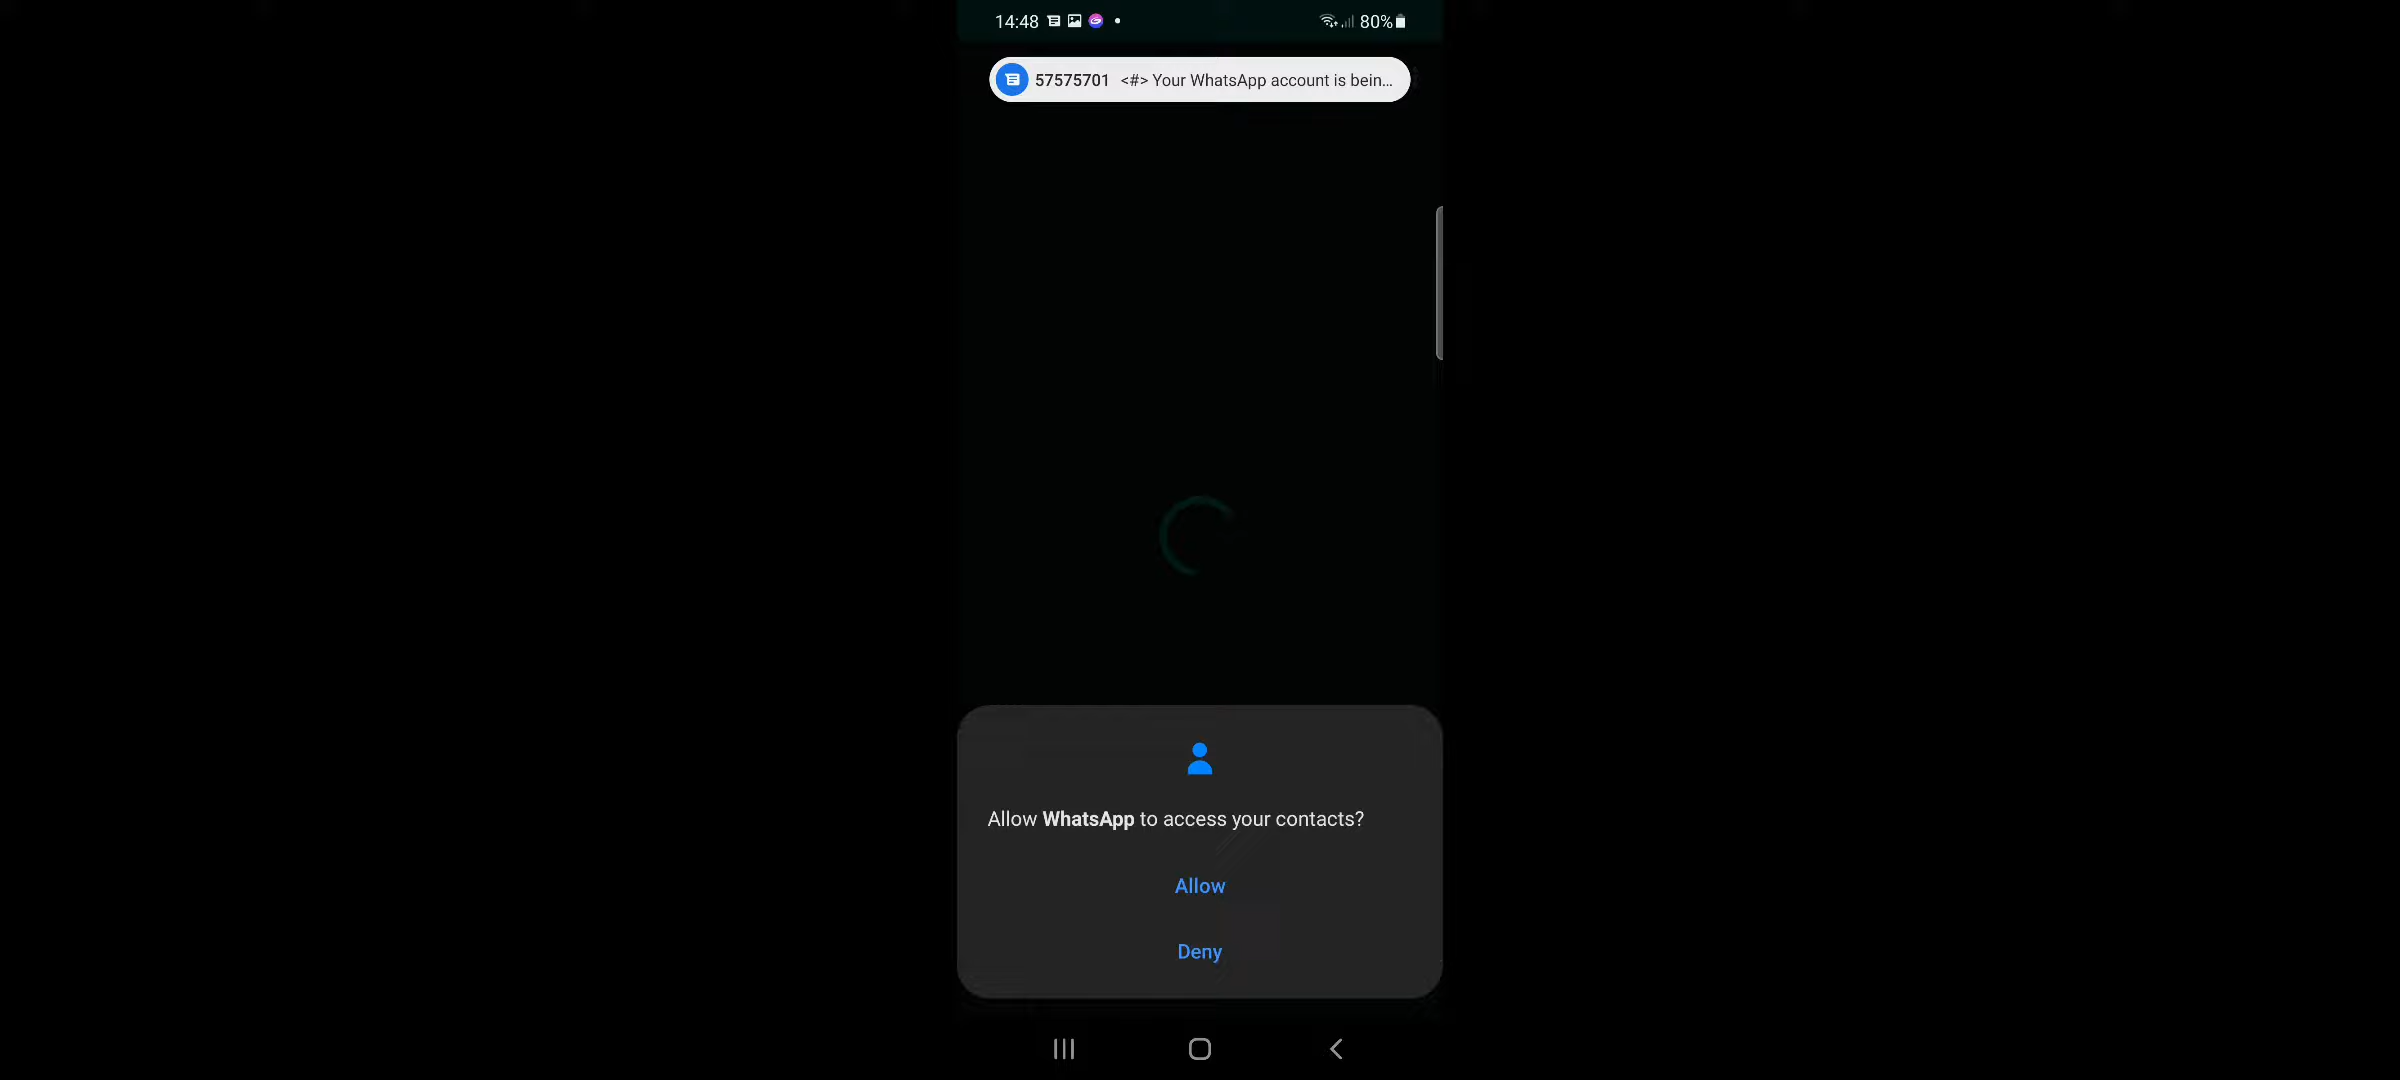 14:48
80%
57575701 <#> Your WhatsApp account is bein...
Allow WhatsApp to access your contacts?
Allow
Deny